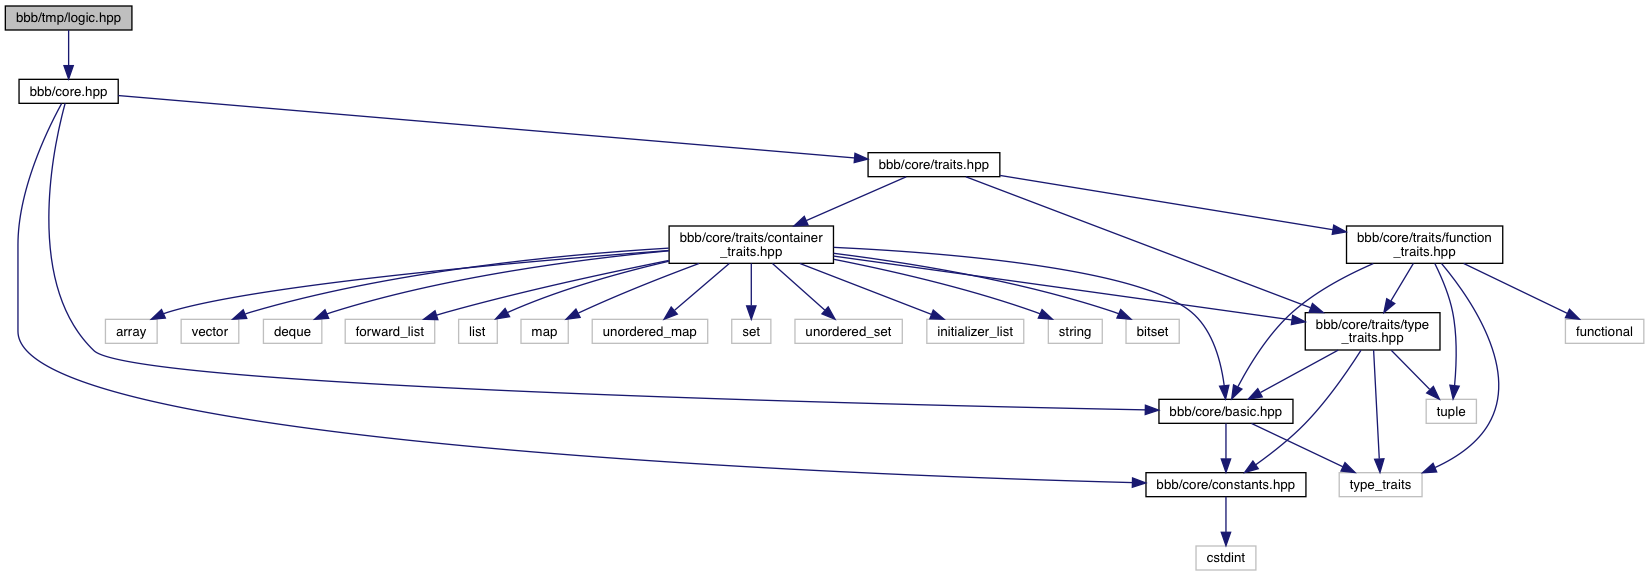 bbb/tmp/logic.hpp
bbb/core.hpp
bbb/core/traits.hpp
bbb/core/traits/container
_traits.hpp
bbb/core/traits/function
_traits.hpp
array
vector
deque
forward_list
list
map
unordered_map
set
unordered_set
initializer_list
string
bitset
bbb/core/traits/type
_traits.hpp
functional
bbb/core/basic.hpp
tuple
bbb/core/constants.hpp
type_traits
cstdint